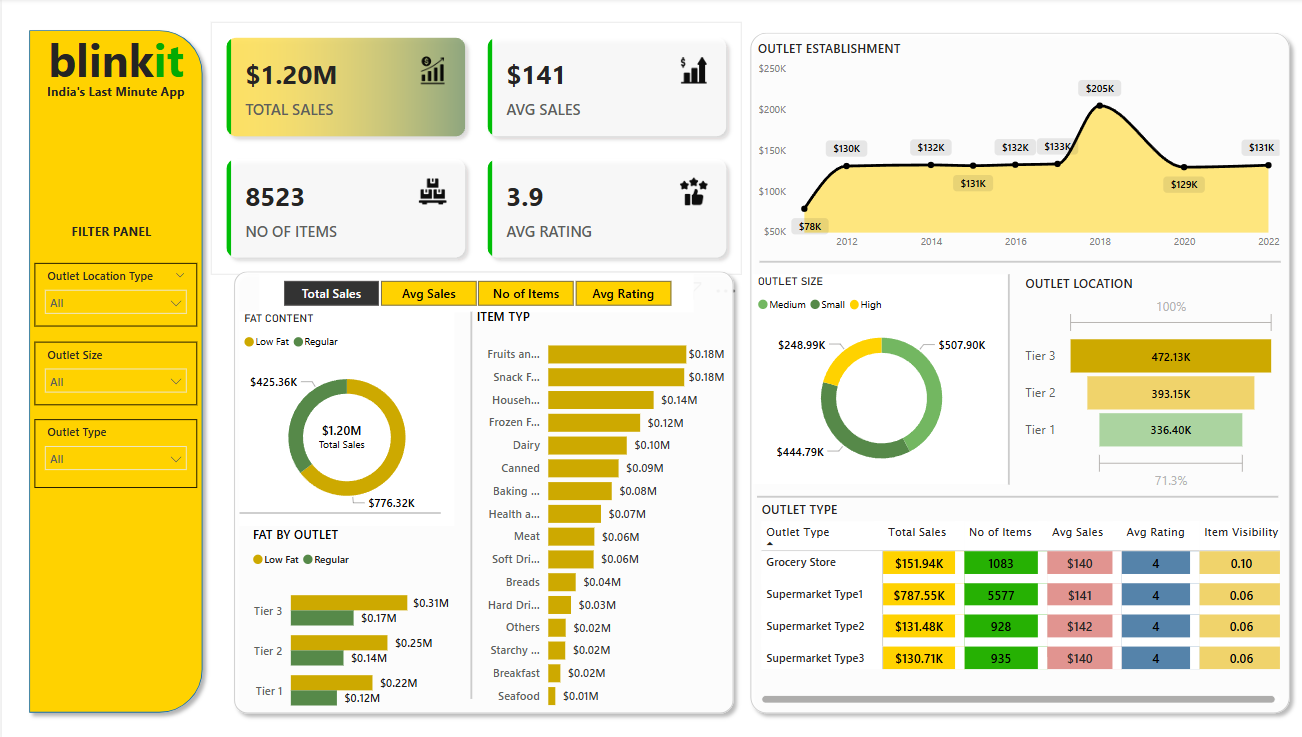 blinkit
India's Last Minute App
FILTER PANEL
Outlet Location Type
All
Outlet Size
All
Outlet Type
All
$1.20M
TOTAL SALES
$141
AVG SALES
8523
NO OF ITEMS
3.9
AVG RATING
Total Sales
Avg Sales
No of Items
Avg Rating
FAT CONTENT
Low Fat Regular
$425.36K
$1.20M
Total Sales
$776.32K
FAT BY OUTLET
Low Fat Regular
Tier 3 $0.31M
$0.17M
Tier 2 $0.25M
$0.14M
Tier 1 $0.22M
$0.12M
ITEM TYP
Fruits an... $0.18M
Snack F... $0.18M
Househ... $0.14M
Frozen F... $0.12M
Dairy $0.10M
Canned $0.09M
Baking ... $0.08M
Health a... $0.07M
Meat $0.06M
Soft Dri... $0.06M
Breads $0.04M
Hard Dri... $0.03M
Others $0.02M
Starchy ... $0.02M
Breakfast $0.02M
Seafood $0.01M
OUTLET ESTABLISHMENT
$250K
$200K
$150K
$100K
$50K
$78K
$130K
$132K
$131K
$132K
$133K
$205K
$129K
$131K
2012 2014 2016 2018 2020 2022
OUTLET SIZE
Medium Small High
$248.99K
$507.90K
$444.79K
OUTLET LOCATION
100%
Tier 3 472.13K
Tier 2 393.15K
Tier 1 336.40K
71.3%
OUTLET TYPE
Outlet Type Total Sales No of Items Avg Sales Avg Rating Item Visibility
Grocery Store $151.94K 1083 $140 4 0.10
Supermarket Type1 $787.55K 5577 $141 4 0.06
Supermarket Type2 $131.48K 928 $142 4 0.06
Supermarket Type3 $130.71K 935 $140 4 0.06